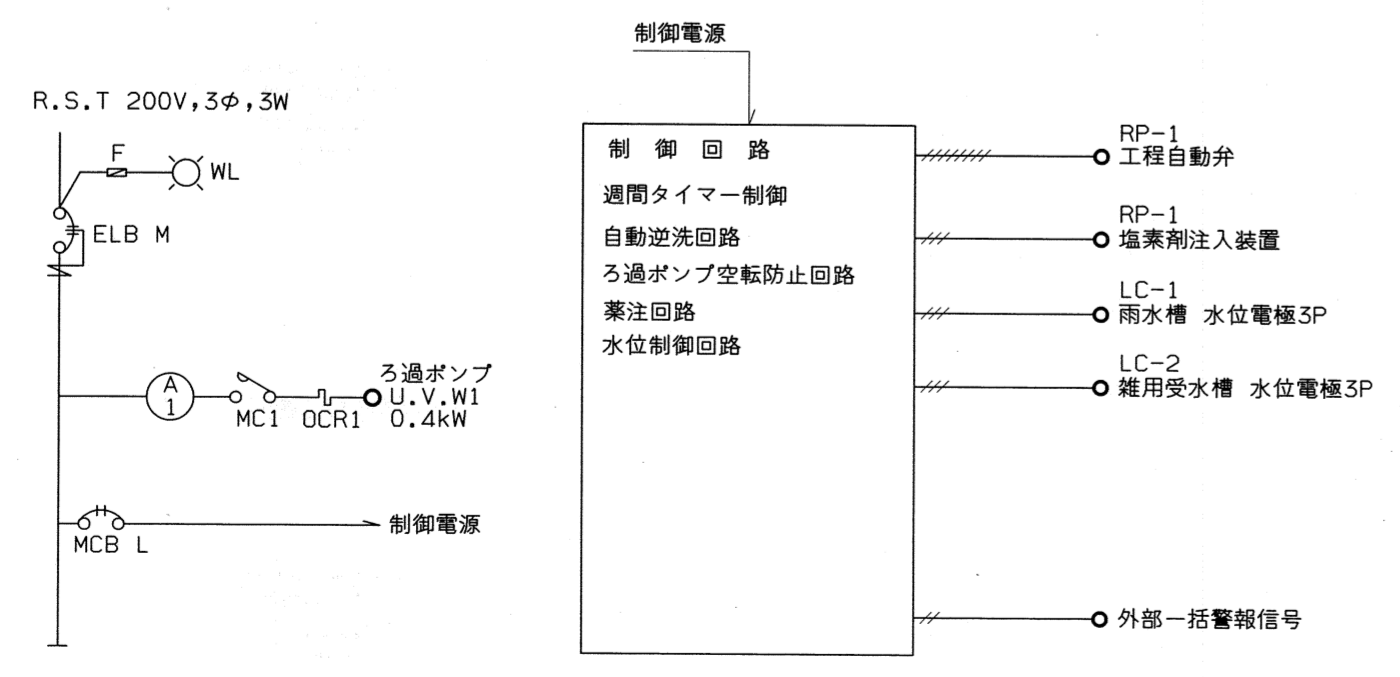 R.S.T 200V,3φ,3W
F
WL
ELB M
A
1
MC1
OCR1
ろ過ポンプ
U.V.W1
0.4kW
MCB L
制御電源
制御電源
制御回路
週間タイマー制御
自動逆洗回路
ろ過ポンプ空転防止回路
薬注回路
水位制御回路
RP-1
工程自動弁
RP-1
塩素剤注入装置
LC-1
雨水槽 水位電極3P
LC-2
雑用受水槽 水位電極3P
外部一括警報信号